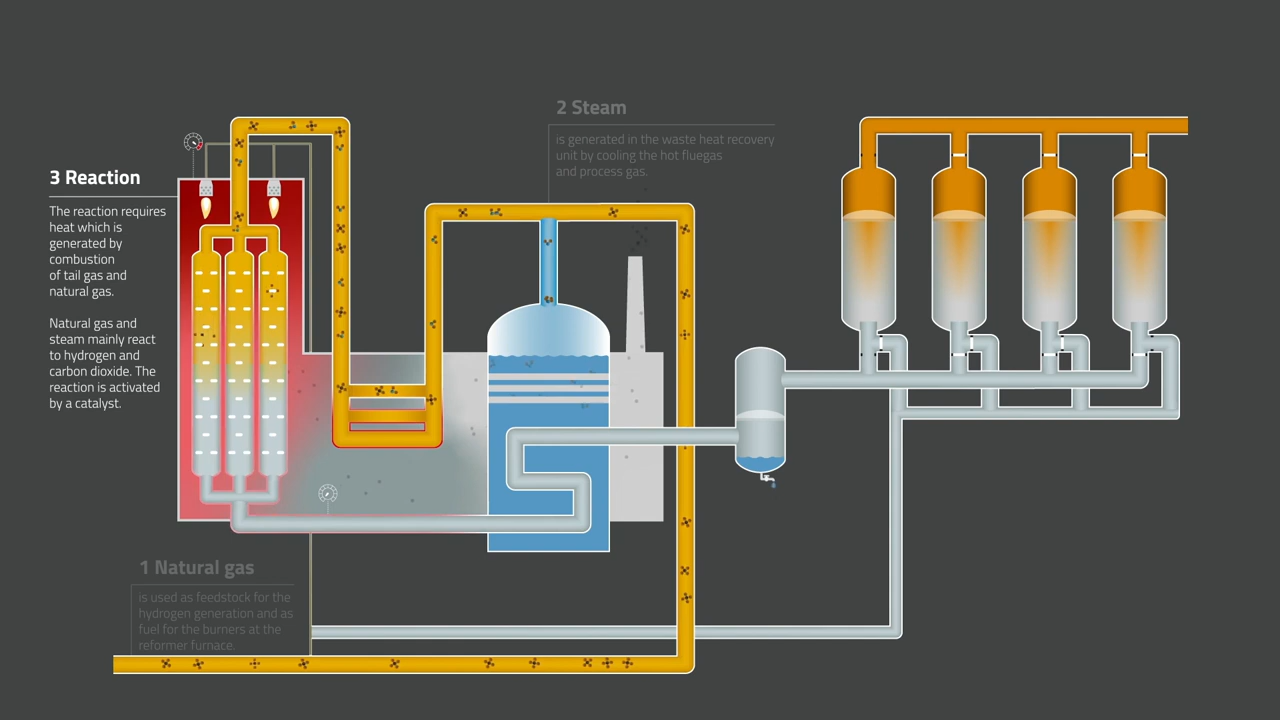 2 Steam
is generated in the waste heat recovery
unit by cooling the hot fluegas
and process gas.
3 Reaction
The reaction requires
heat which is
generated by
combustion
of tail gas and
natural gas.
Natural gas and
steam mainly react
to hydrogen and
carbon dioxide. The
reaction is activated
by a catalyst.
1 Natural gas
is used as feedstock for the
hydrogen generation and as
fuel for the burners at the
reformer furnace.